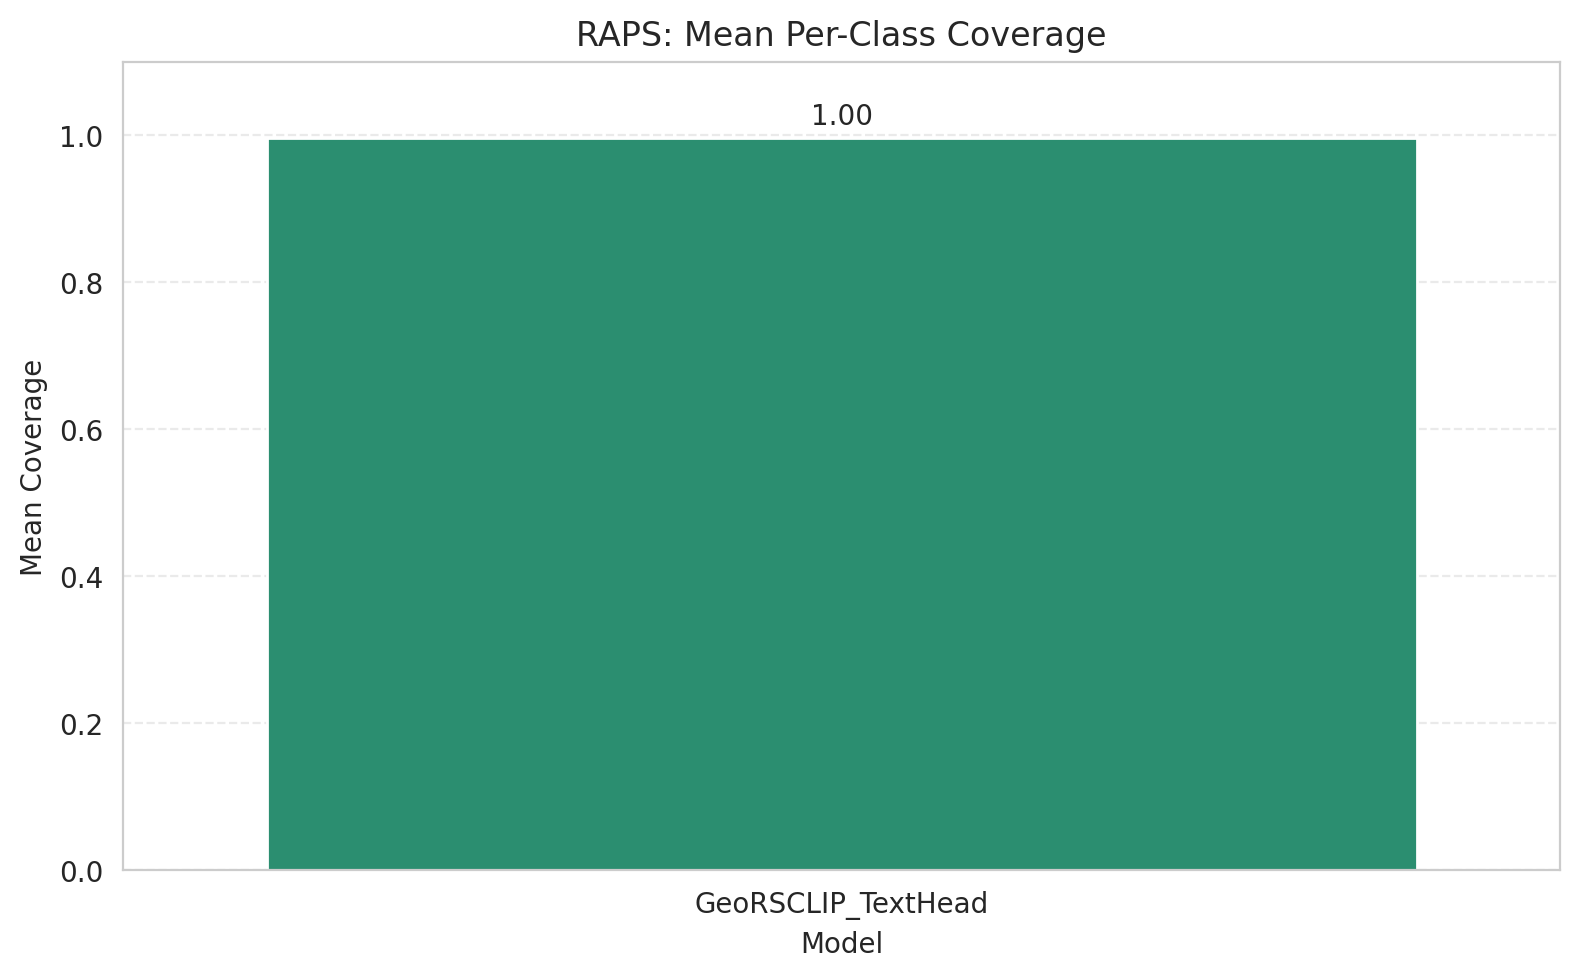 RAPS: Mean Per-Class Coverage
1.00
1.0
0.8
0.6
0.4
0.2
0.0
Mean Coverage
GeoRSCLIP_TextHead
Model